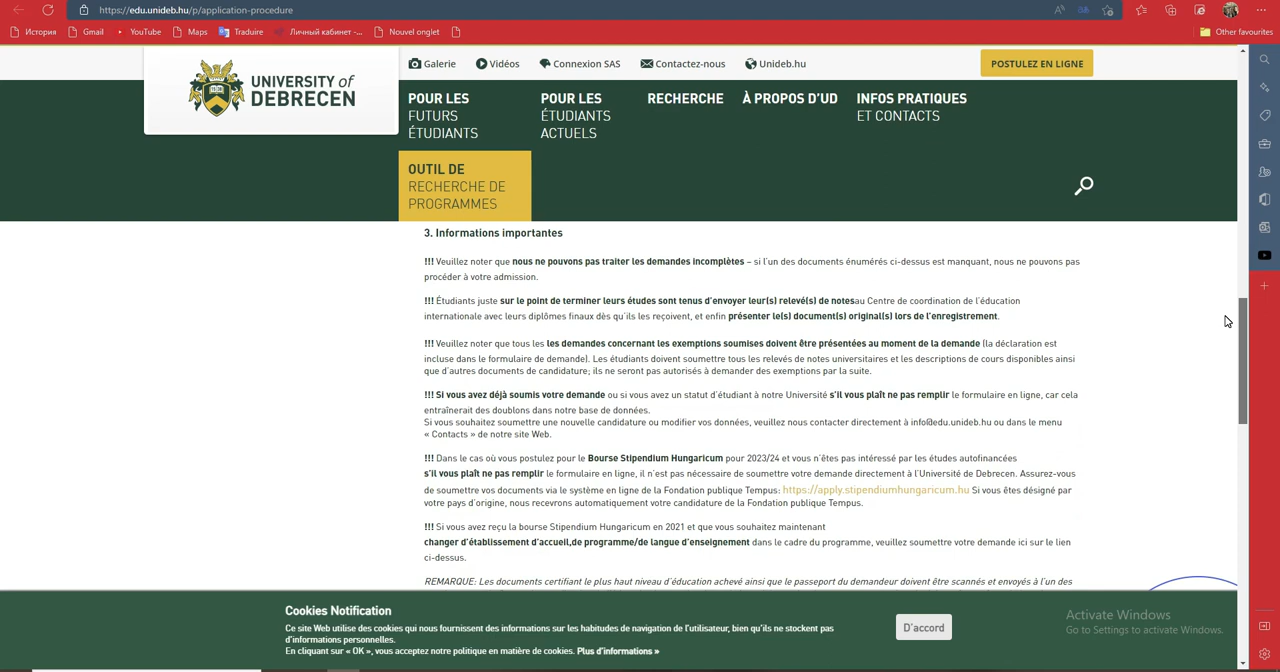 https://edu.unideb.hu/p/application-procedure
История Gmail YouTube Maps Traduire Личный кабинет -... Nouvel onglet Other favourites
Galerie Vidéos Connexion SAS Contactez-nous Unideb.hu POSTULEZ EN LIGNE
UNIVERSITY of
DEBRECEN
POUR LES
FUTURS
ÉTUDIANTS
POUR LES
ÉTUDIANTS
ACTUELS
RECHERCHE
À PROPOS D'UD
INFOS PRATIQUES
ET CONTACTS
OUTIL DE
RECHERCHE DE
PROGRAMMES
3. Informations importantes
!!! Veuillez noter que nous ne pouvons pas traiter les demandes incomplètes – si l'un des documents énumérés ci-dessus est manquant, nous ne pouvons pas
procéder à votre admission.
!!! Étudiants juste sur le point de terminer leurs études sont tenus d'envoyer leur(s) relevé(s) de notesau Centre de coordination de l'éducation
internationale avec leurs diplômes finaux dès qu'ils les reçoivent, et enfin présenter le(s) document(s) original(s) lors de l'enregistrement.
!!! Veuillez noter que tous les les demandes concernant les exemptions soumises doivent être présentées au moment de la demande (la déclaration est
incluse dans le formulaire de demande). Les étudiants doivent soumettre tous les relevés de notes universitaires et les descriptions de cours disponibles ainsi
que d'autres documents de candidature; ils ne seront pas autorisés à demander des exemptions par la suite.
!!! Si vous avez déjà soumis votre demande ou si vous avez un statut d'étudiant à notre Université s'il vous plaît ne pas remplir le formulaire en ligne, car cela
entraînerait des doublons dans notre base de données.
Si vous souhaitez soumettre une nouvelle candidature ou modifier vos données, veuillez nous contacter directement à info@edu.unideb.hu ou dans le menu
« Contacts » de notre site Web.
!!! Dans le cas où vous postulez pour le Bourse Stipendium Hungaricum pour 2023/24 et vous n'êtes pas intéressé par les études autofinancées
s'il vous plaît ne pas remplir le formulaire en ligne, il n'est pas nécessaire de soumettre votre demande directement à l'Université de Debrecen. Assurez-vous
de soumettre vos documents via le système en ligne de la Fondation publique Tempus: https://apply.stipendiumhungaricum.hu Si vous êtes désigné par
votre pays d'origine, nous recevrons automatiquement votre candidature de la Fondation publique Tempus.
!!! Si vous avez reçu la bourse Stipendium Hungaricum en 2021 et que vous souhaitez maintenant
changer d'établissement d'accueil,de programme/de langue d'enseignement dans le cadre du programme, veuillez soumettre votre demande ici sur le lien
ci-dessus.
REMARQUE: Les documents certifiant le plus haut niveau d'éducation achevé ainsi que le passeport du demandeur doivent être scannés et envoyés à l'un des
Cookies Notification
Ce site Web utilise des cookies qui nous fournissent des informations sur les habitudes de navigation de l'utilisateur, bien qu'ils ne stockent pas
d'informations personnelles.
En cliquant sur « OK », vous acceptez notre politique en matière de cookies. Plus d'informations »
D'accord
Activate Windows
Go to Settings to activate Windows.